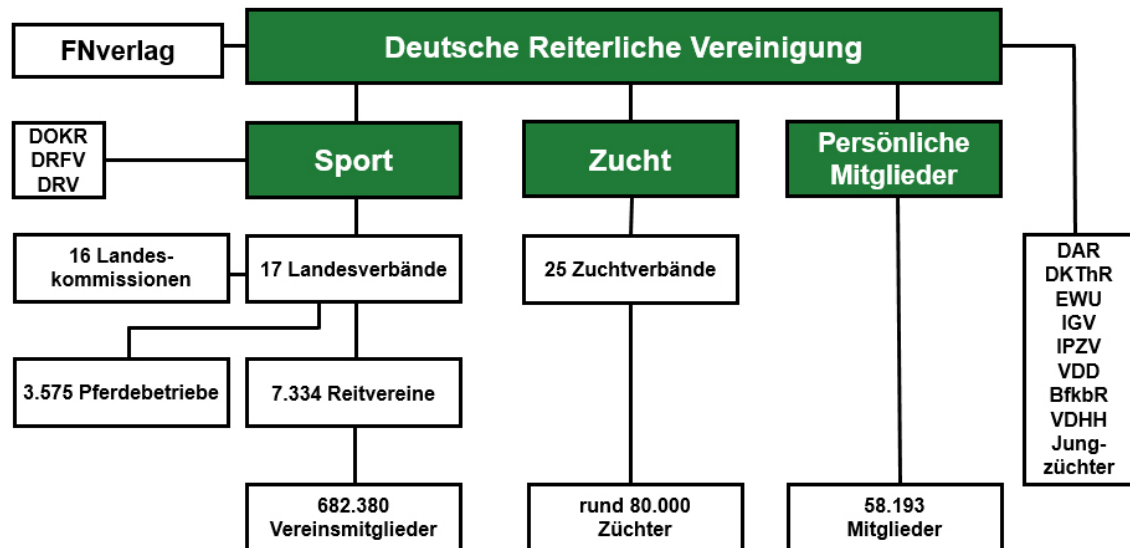 FNverlag
Deutsche Reiterliche Vereinigung
DOKR
DRFV
DRV
Sport
Zucht
Persönliche
Mitglieder
16 Landes-
kommissionen
17 Landesverbände
25 Zuchtverbände
DAR
DKThR
EWU
IGV
IPZV
VDD
BfkbR
VDHH
Jung-
züchter
3.575 Pferdebetriebe
7.334 Reitvereine
682.380
Vereinsmitglieder
rund 80.000
Züchter
58.193
Mitglieder